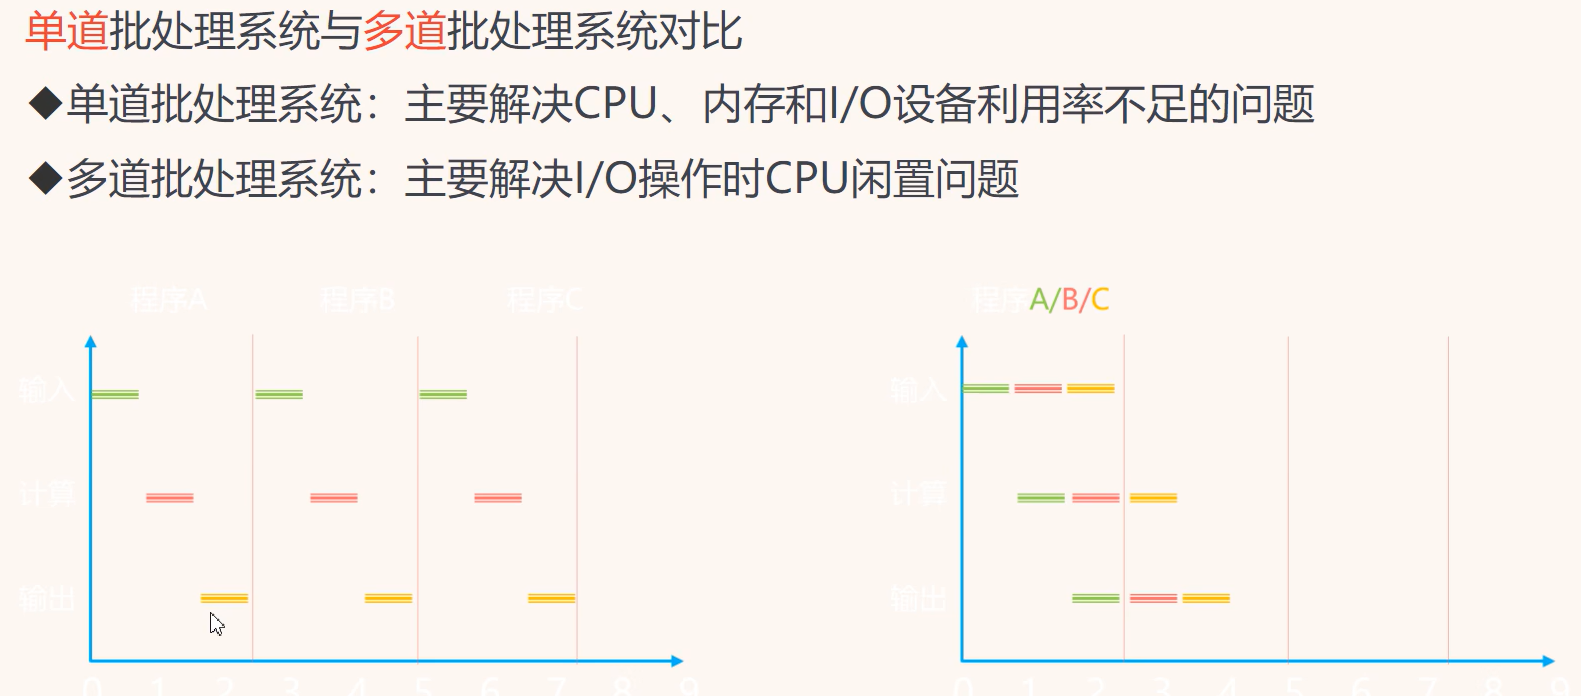 单道批处理系统与多道批处理系统对比
◆单道批处理系统：主要解决CPU、内存和I/O设备利用率不足的问题
◆多道批处理系统：主要解决I/O操作时CPU闲置问题
程序A 程序B 程序C
程序A/B/C
输入
输入
计算
计算
输出
输出
0 1 2 3 4 5 6 7 8 9
0 1 2 3 4 5 6 7 8 9